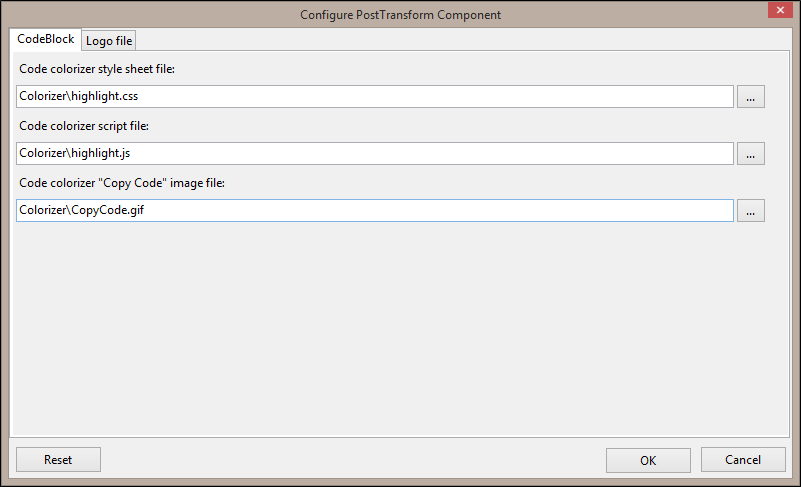 Configure PostTransform Component
CodeBlock Logo file
Code colorizer style sheet file:
Colorizer\highlight.css ...
Code colorizer script file:
Colorizer\highlight.js ...
Code colorizer "Copy Code" image file:
Colorizer\CopyCode.gif ...
Reset OK Cancel